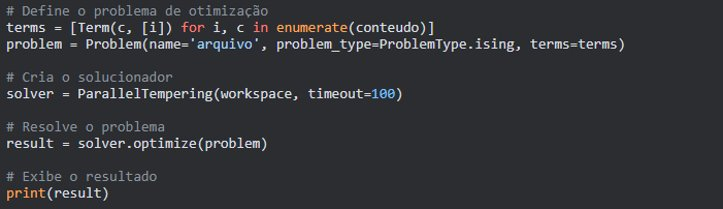 # Define o problema de otimização
terms = [Term(c, [i]) for i, c in enumerate(conteudo)]
problem = Problem(name='arquivo', problem_type=ProblemType.ising, terms=terms)
# Cria o solucionador
solver = ParallelTempering(workspace, timeout=100)
# Resolve o problema
result = solver.optimize(problem)
# Exibe o resultado
print(result)